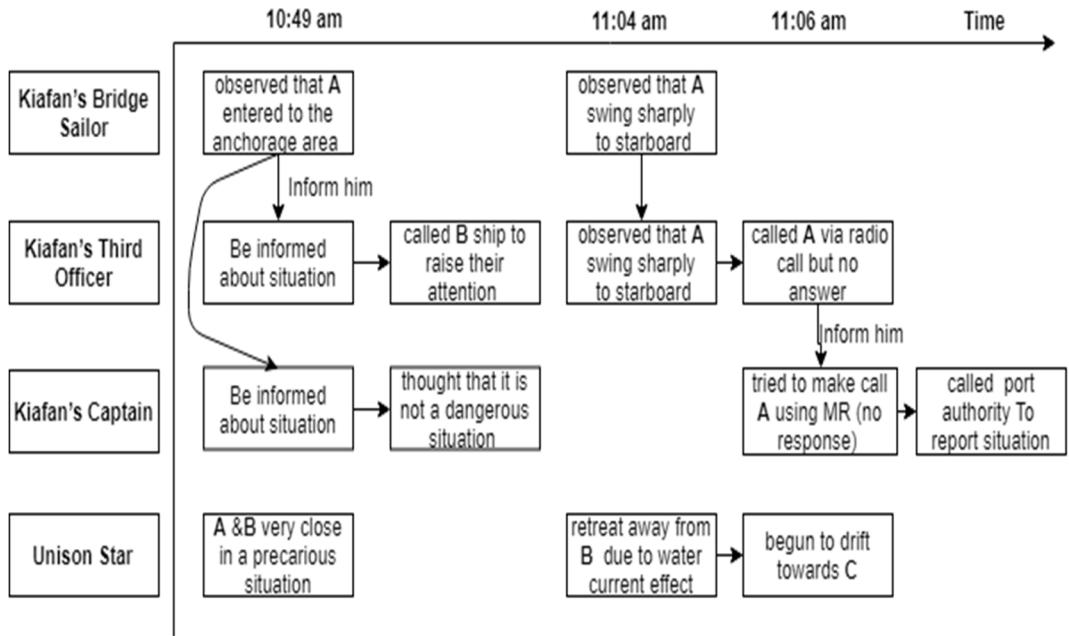 10:49 am
11:04 am
11:06 am
Time
Kiafan's Bridge
Sailor
observed that A
entered to the
anchorage area
observed that A
swing sharply
to starboard
Inform him
Kiafan's Third
Officer
Be informed
about situation
called B ship to
raise their
attention
observed that A
swing sharply
to starboard
called A via radio
call but no
answer
Inform him
Kiafan's Captain
Be informed
about situation
thought that it is
not a dangerous
situation
tried to make call
A using MR (no
response)
called port
authority To
report situation
Unison Star
A &B very close
in a precarious
situation
retreat away from
B due to water
current effect
begun to drift
towards C